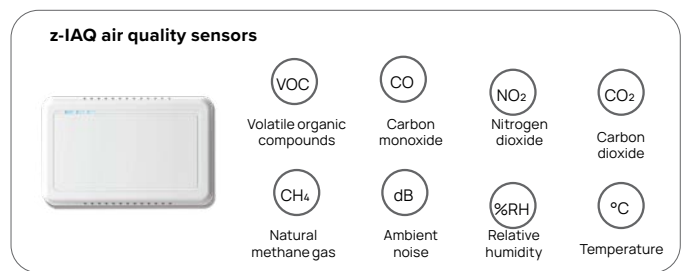 z-IAQ air quality sensors
VOC
Volatile organic
compounds
CO
Carbon
monoxide
NO₂
Nitrogen
dioxide
CO₂
Carbon
dioxide
CH₄
Natural
methane gas
dB
Ambient
noise
%RH
Relative
humidity
°C
Temperature